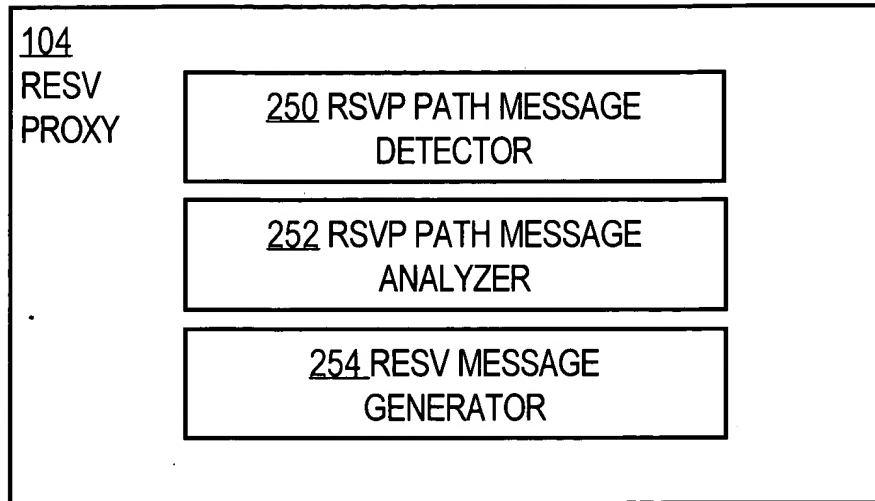 104
RESV
PROXY
250 RSVP PATH MESSAGE
DETECTOR
252 RSVP PATH MESSAGE
ANALYZER
254 RESV MESSAGE
GENERATOR